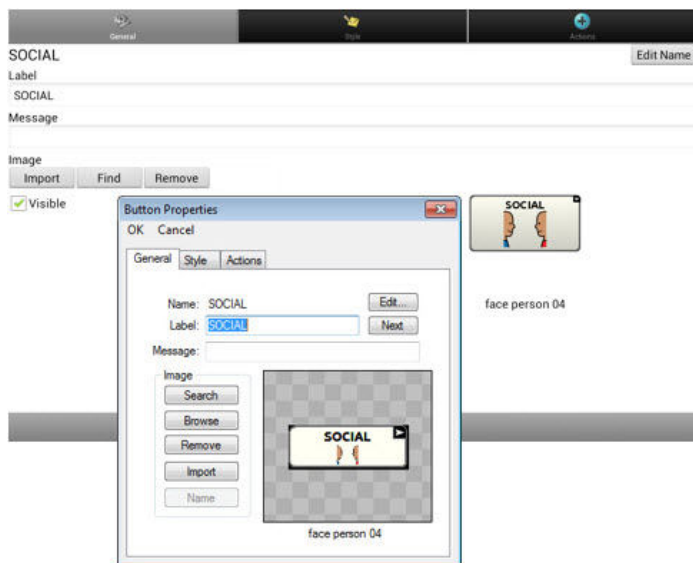 General
Style
Actions
SOCIAL
Edit Name
Label
SOCIAL
Message
Image
Import Find Remove
Visible
SOCIAL
face person 04
Button Properties
OK Cancel
General Style Actions
Name: SOCIAL Edit...
Label: SOCIAL Next
Message:
Image
Search
Browse
Remove
Import
Name
SOCIAL
face person 04